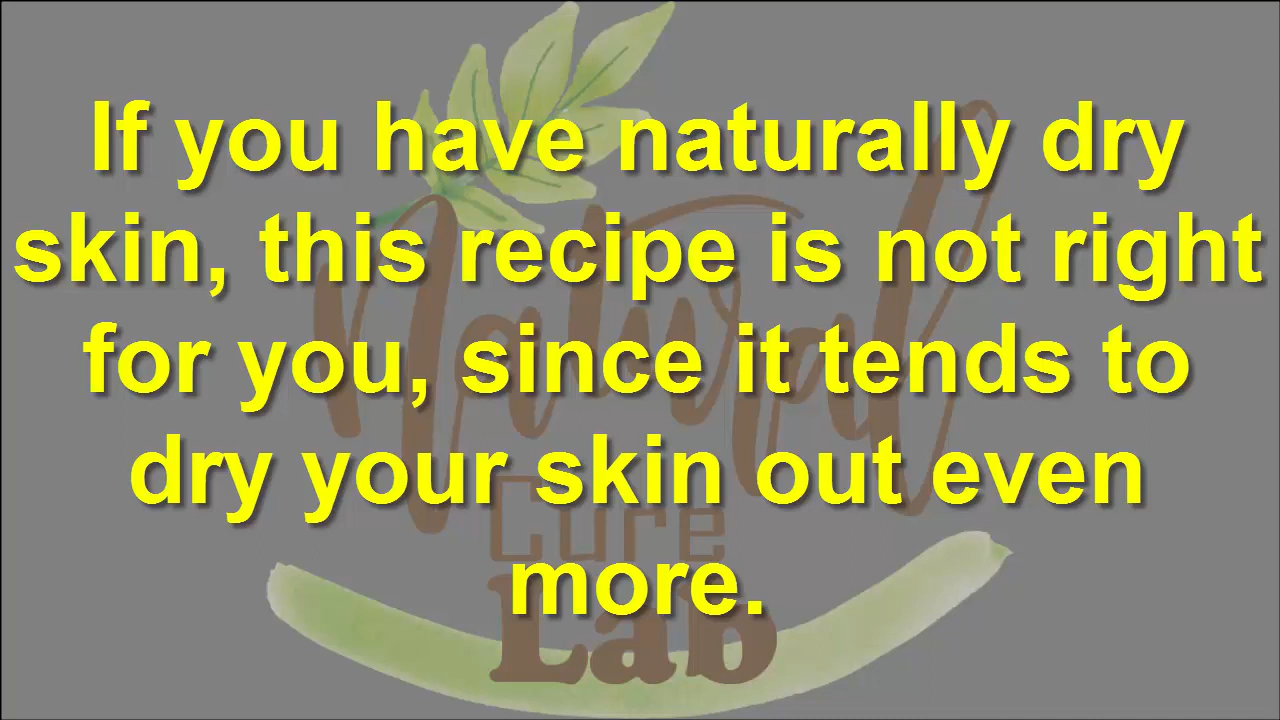 If you have naturally dry
skin, this recipe is not right
for you, since it tends to
dry your skin out even
more.
Natural
Cure
Lab